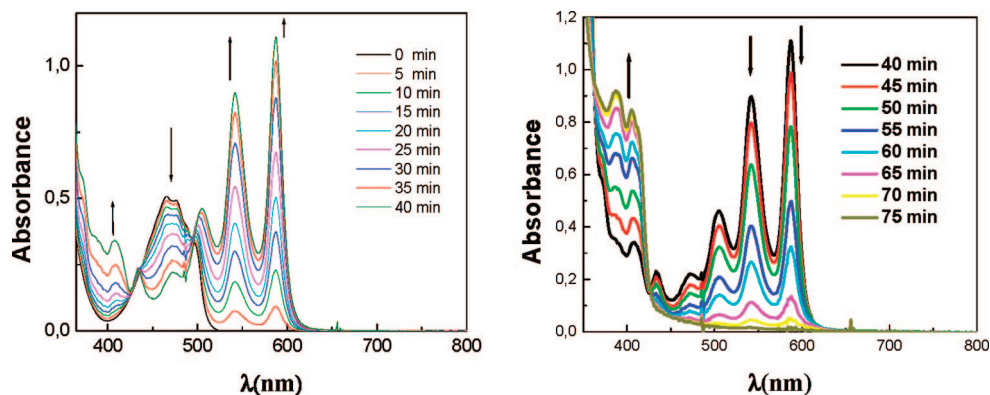 Absorbance
1,0
0,5
0,0
400
500
600
700
800
λ(nm)
0 min
5 min
10 min
15 min
20 min
25 min
30 min
35 min
40 min
Absorbance
1,2
1,0
0,8
0,6
0,4
0,2
0,0
400
500
600
700
800
λ(nm)
40 min
45 min
50 min
55 min
60 min
65 min
70 min
75 min